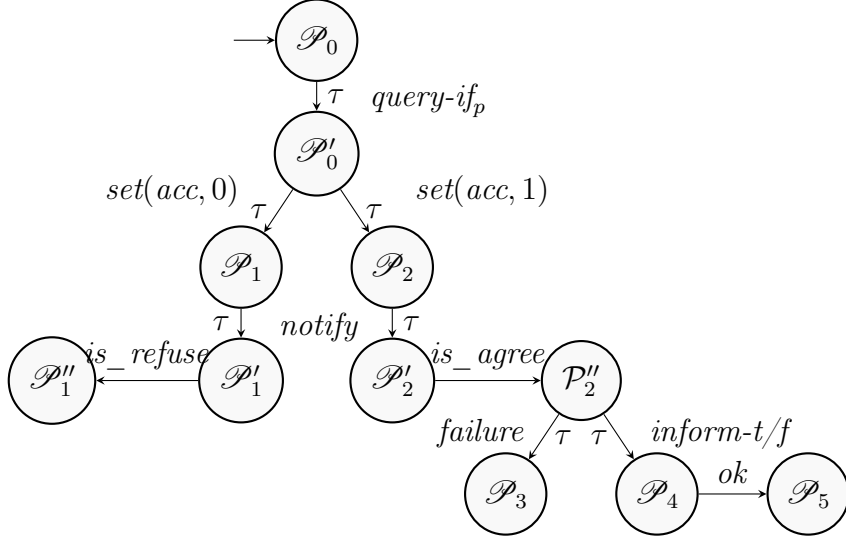 𝒫₀
τ query-ifₚ
𝒫′₀
set(acc, 0) τ τ set(acc, 1)
𝒫₁ 𝒫₂
τ notify τ
𝒫″₁ is_refuse 𝒫′₁ 𝒫′₂ is_agree 𝒫″₂
failure τ τ inform-t/f
𝒫₃ 𝒫₄ ok 𝒫₅